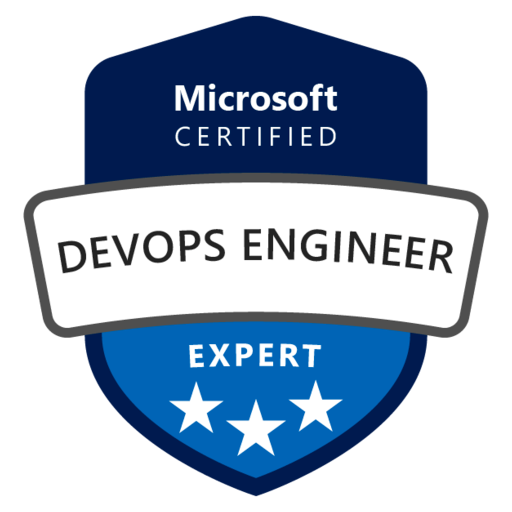 Microsoft
CERTIFIED
DEVOPS ENGINEER
EXPERT